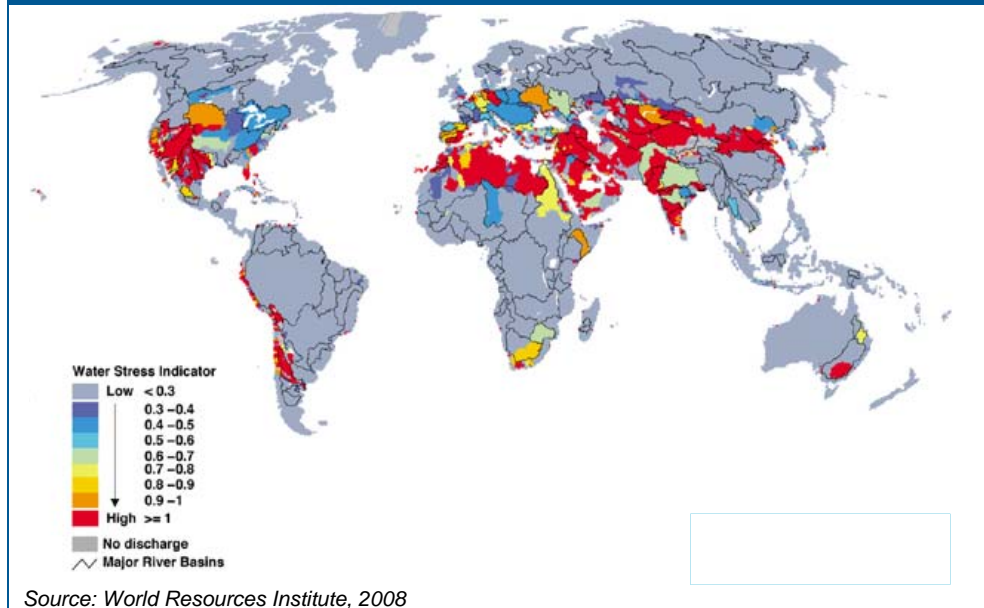 Water Stress Indicator
Low < 0.3
0.3 –0.4
0.4 –0.5
0.5 –0.6
0.6 –0.7
0.7 –0.8
0.8 –0.9
0.9 –1
High >= 1
No discharge
Major River Basins
Source: World Resources Institute, 2008